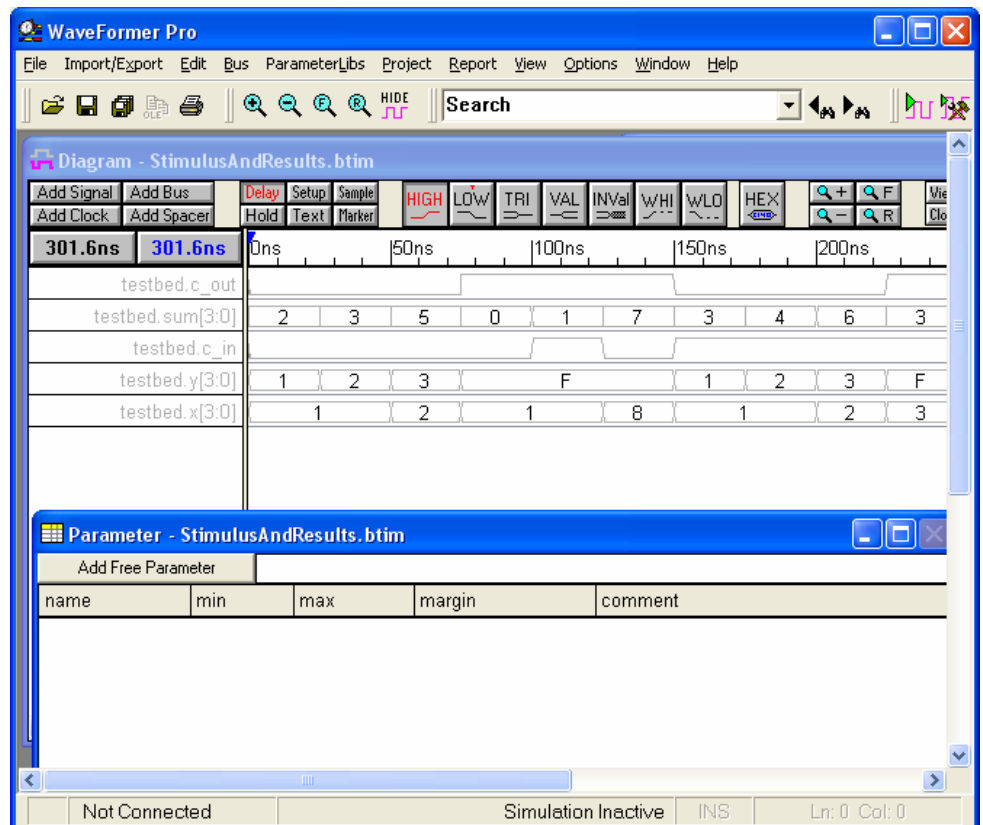 WaveFormer Pro
File Import/Export Edit Bus ParameterLibs Project Report View Options Window Help
OLE HIDE Search
Diagram - StimulusAndResults.btim
Add Signal Add Bus Delay Setup Sample HIGH LOW TRI VAL INVal WHI WLO HEX + F Vie
Add Clock Add Spacer Hold Text Marker - R Clo
301.6ns 301.6ns 0ns 50ns 100ns 150ns 200ns
testbed.c_out
testbed.sum[3:0] 2 3 5 0 1 7 3 4 6 3
testbed.c_in
testbed.y[3:0] 1 2 3 F 1 2 3 F
testbed.x[3:0] 1 2 1 8 1 2 3
Parameter - StimulusAndResults.btim
Add Free Parameter
name min max margin comment
Not Connected Simulation Inactive INS Ln: 0 Col: 0